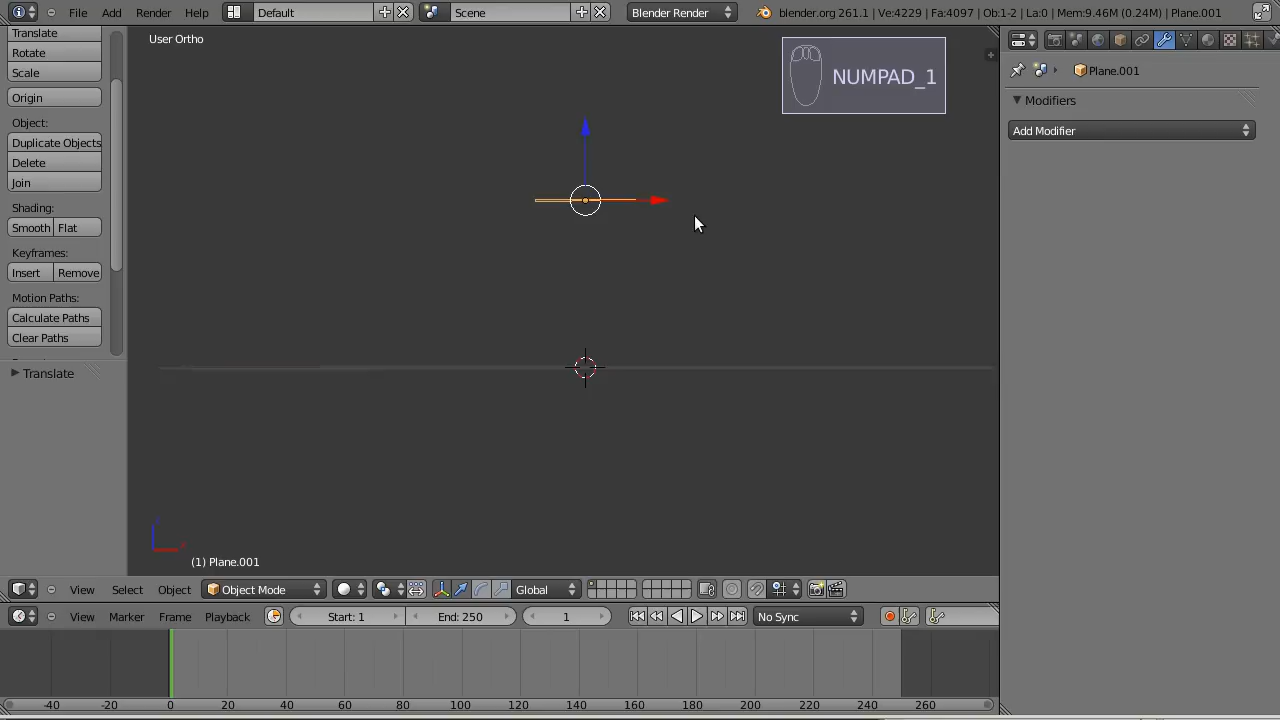 File Add Render Help Default Scene Blender Render blender.org 261.1 | Ve:4229 | Fa:4097 | Ob:1-2 | La:0 | Mem:9.46M (0.24M) | Plane.001
Translate
Rotate
Scale
Origin
Object:
Duplicate Objects
Delete
Join
Shading:
Smooth Flat
Keyframes:
Insert Remove
Motion Paths:
Calculate Paths
Clear Paths
Translate
User Ortho
NUMPAD_1
(1) Plane.001
Plane.001
Modifiers
Add Modifier
View Select Object Object Mode Global
View Marker Frame Playback Start: 1 End: 250 1 No Sync
-40 -20 0 20 40 60 80 100 120 140 160 180 200 220 240 260